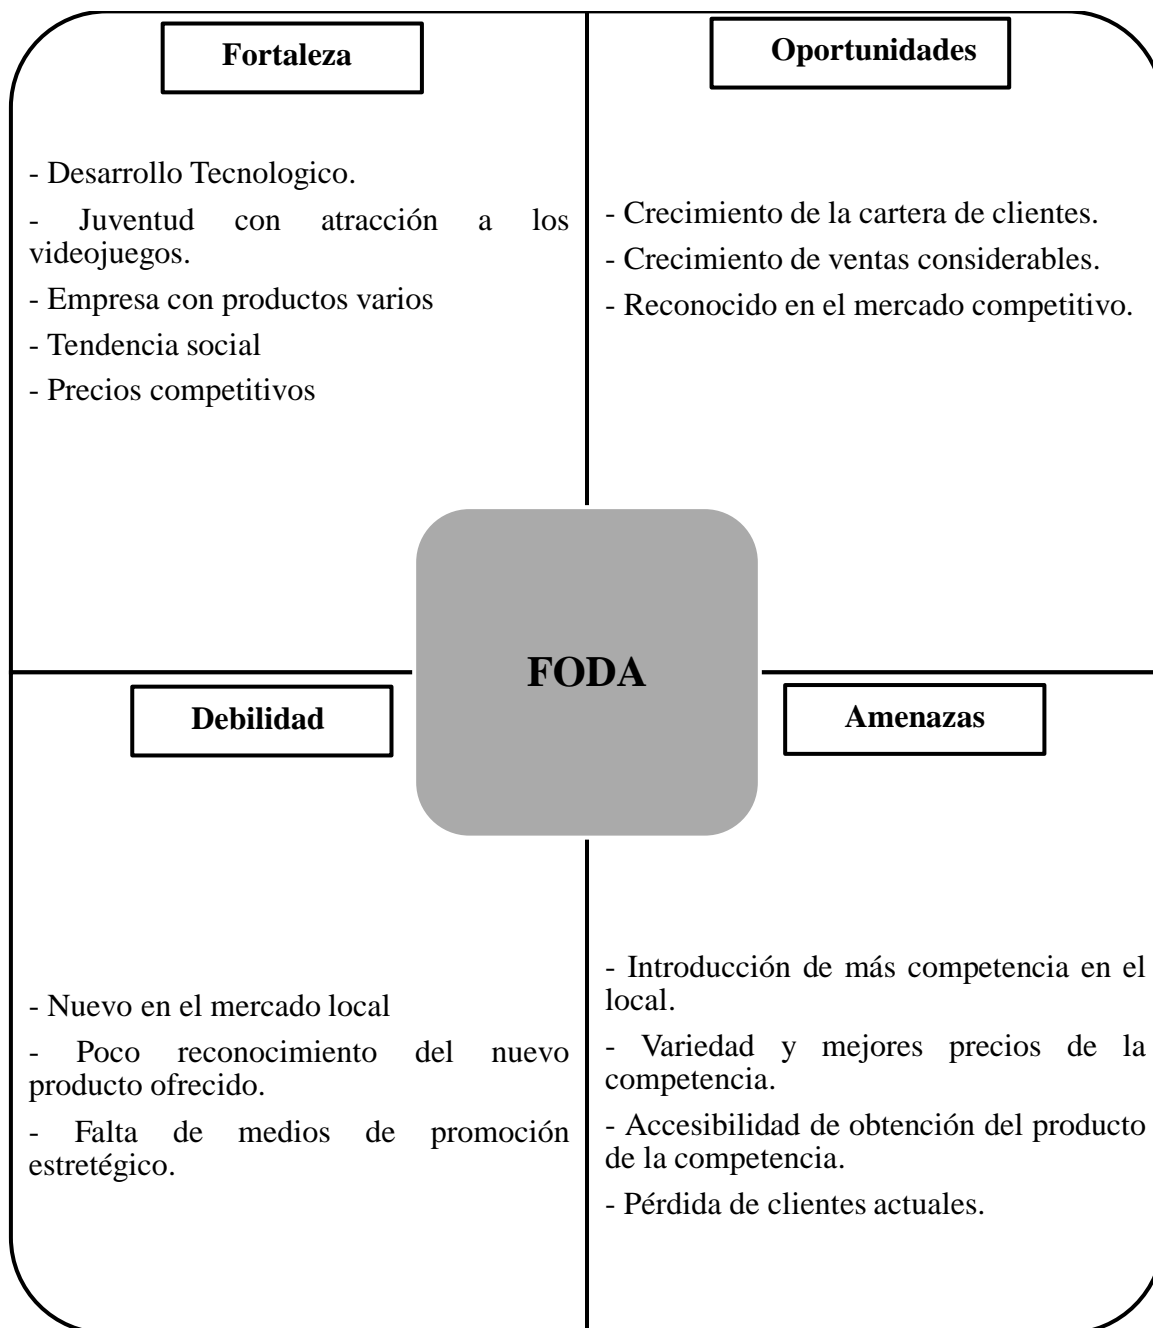 Fortaleza
- Desarrollo Tecnologico.
- Juventud con atracción a los
videojuegos.
- Empresa con productos varios
- Tendencia social
- Precios competitivos
Oportunidades
- Crecimiento de la cartera de clientes.
- Crecimiento de ventas considerables.
- Reconocido en el mercado competitivo.
FODA
Debilidad
- Nuevo en el mercado local
- Poco reconocimiento del nuevo
producto ofrecido.
- Falta de medios de promoción
estretégico.
Amenazas
- Introducción de más competencia en el
local.
- Variedad y mejores precios de la
competencia.
- Accesibilidad de obtención del producto
de la competencia.
- Pérdida de clientes actuales.